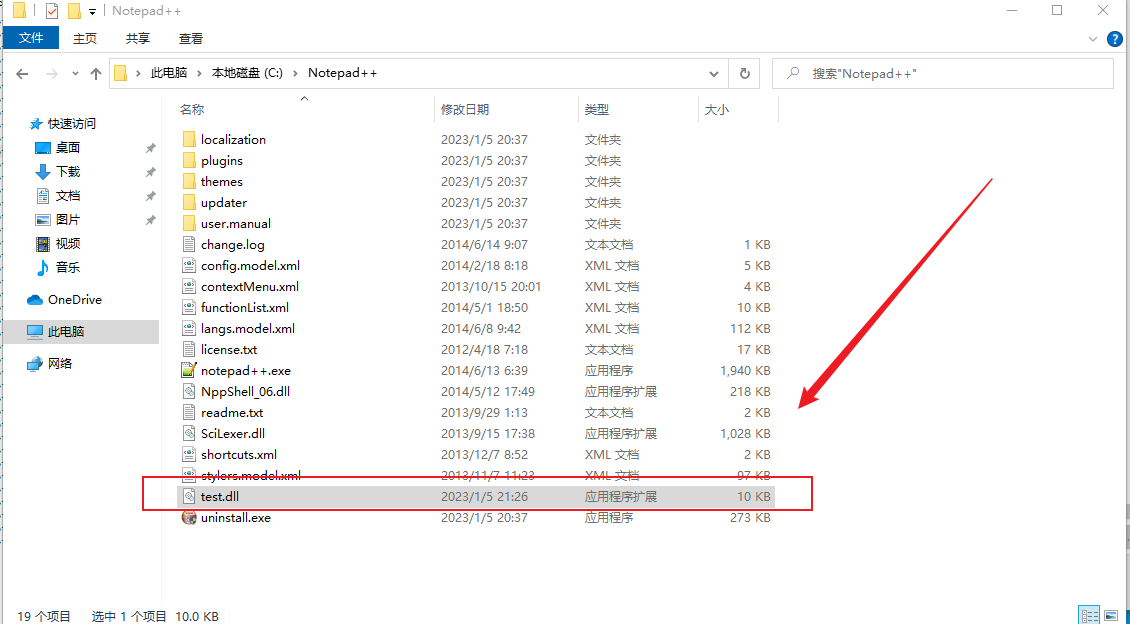 Notepad++
文件 主页 共享 查看
此电脑 本地磁盘 (C:) Notepad++ 搜索"Notepad++"
名称 修改日期 类型 大小
快速访问
桌面
下载
文档
图片
视频
音乐
OneDrive
此电脑
网络
localization 2023/1/5 20:37 文件夹
plugins 2023/1/5 20:37 文件夹
themes 2023/1/5 20:37 文件夹
updater 2023/1/5 20:37 文件夹
user.manual 2023/1/5 20:37 文件夹
change.log 2014/6/14 9:07 文本文档 1 KB
config.model.xml 2014/2/18 8:18 XML 文档 5 KB
contextMenu.xml 2013/10/15 20:01 XML 文档 4 KB
functionList.xml 2014/5/1 18:50 XML 文档 10 KB
langs.model.xml 2014/6/8 9:42 XML 文档 112 KB
license.txt 2012/4/18 7:18 文本文档 17 KB
notepad++.exe 2014/6/13 6:39 应用程序 1,940 KB
NppShell_06.dll 2014/5/12 17:49 应用程序扩展 218 KB
readme.txt 2013/9/29 1:13 文本文档 2 KB
SciLexer.dll 2013/9/15 17:38 应用程序扩展 1,028 KB
shortcuts.xml 2013/12/7 8:52 XML 文档 2 KB
stylers.model.xml 2013/11/7 11:23 XML 文档 97 KB
test.dll 2023/1/5 21:26 应用程序扩展 10 KB
uninstall.exe 2023/1/5 20:37 应用程序 273 KB
19 个项目 选中 1 个项目 10.0 KB